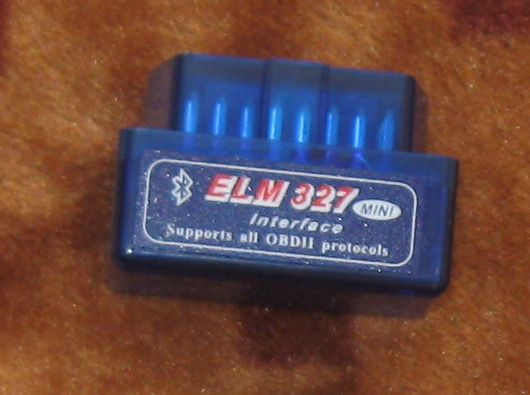 ELM 327 MINI
Interface
Supports all OBDII protocols